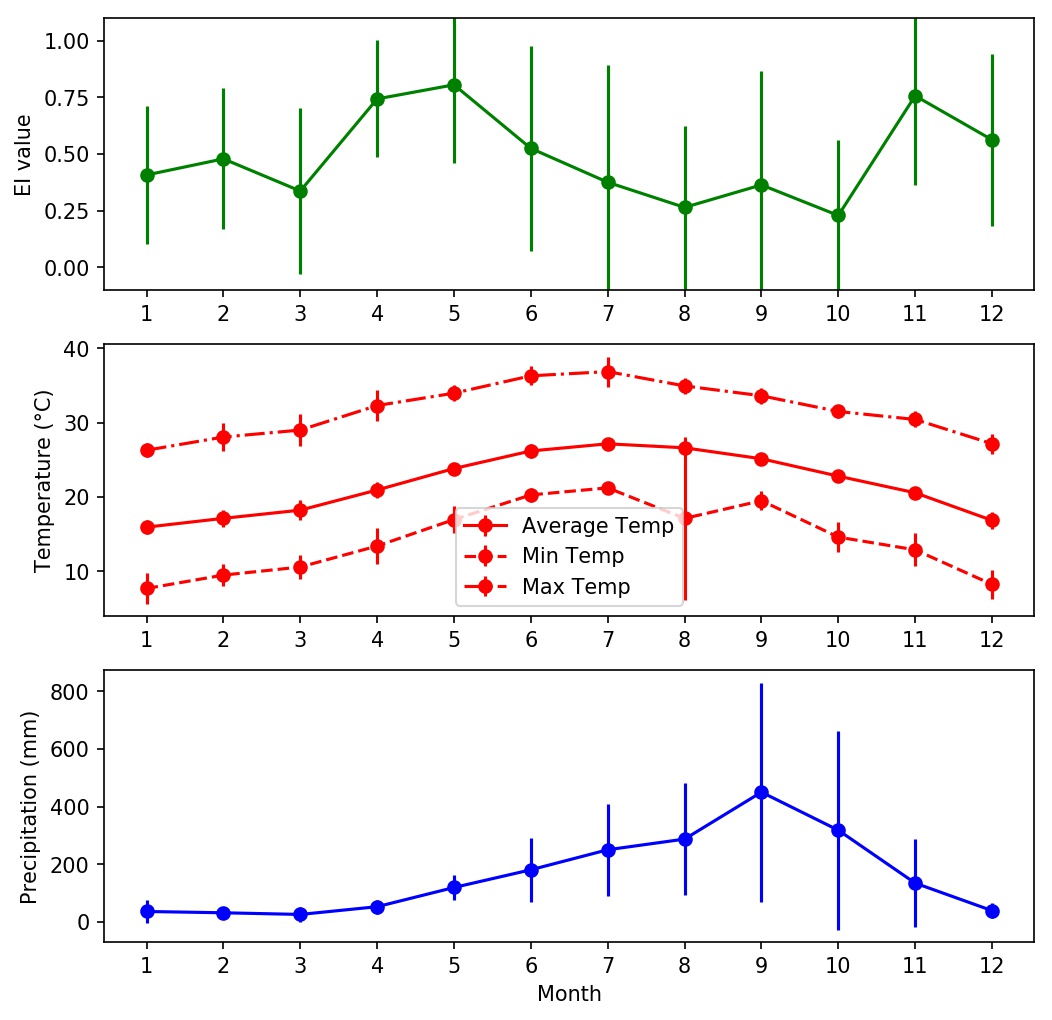 EI value
1.00
0.75
0.50
0.25
0.00
1 2 3 4 5 6 7 8 9 10 11 12
Temperature (°C)
40
30
20
10
Average Temp
Min Temp
Max Temp
1 2 3 4 5 6 7 8 9 10 11 12
Precipitation (mm)
800
600
400
200
0
1 2 3 4 5 6 7 8 9 10 11 12
Month